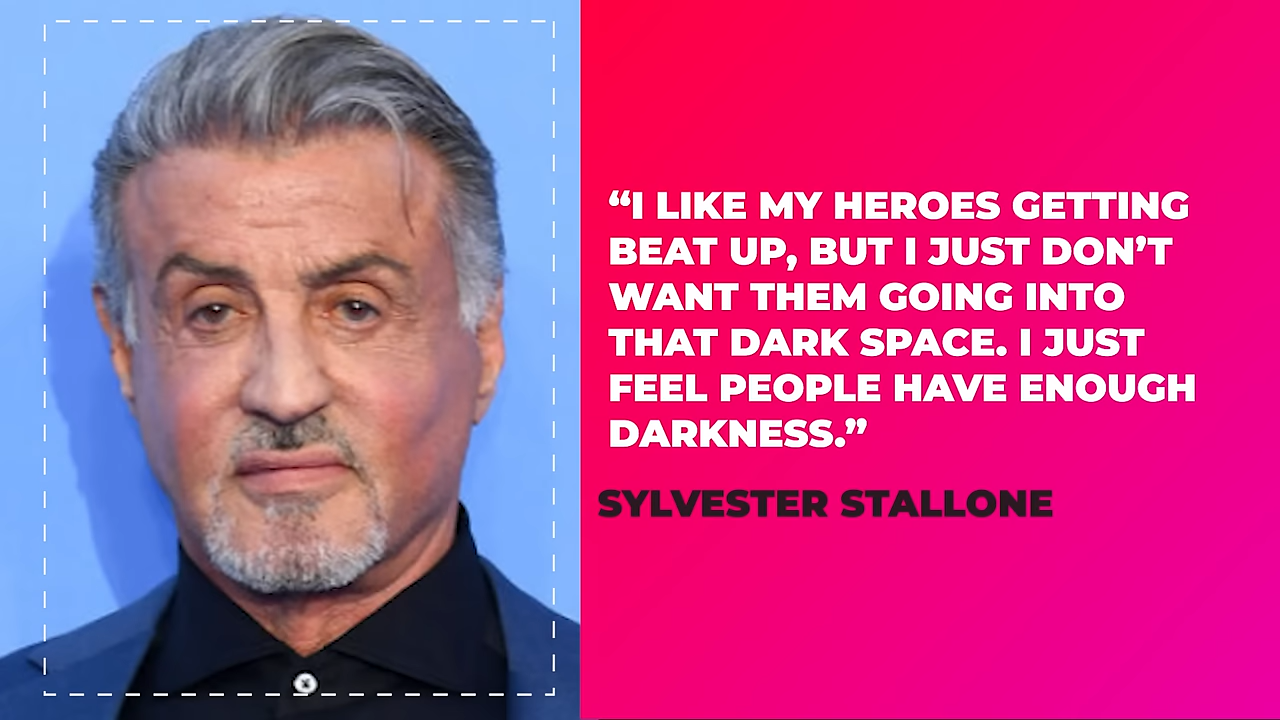 “I LIKE MY HEROES GETTING
BEAT UP, BUT I JUST DON’T
WANT THEM GOING INTO
THAT DARK SPACE. I JUST
FEEL PEOPLE HAVE ENOUGH
DARKNESS.”
SYLVESTER STALLONE